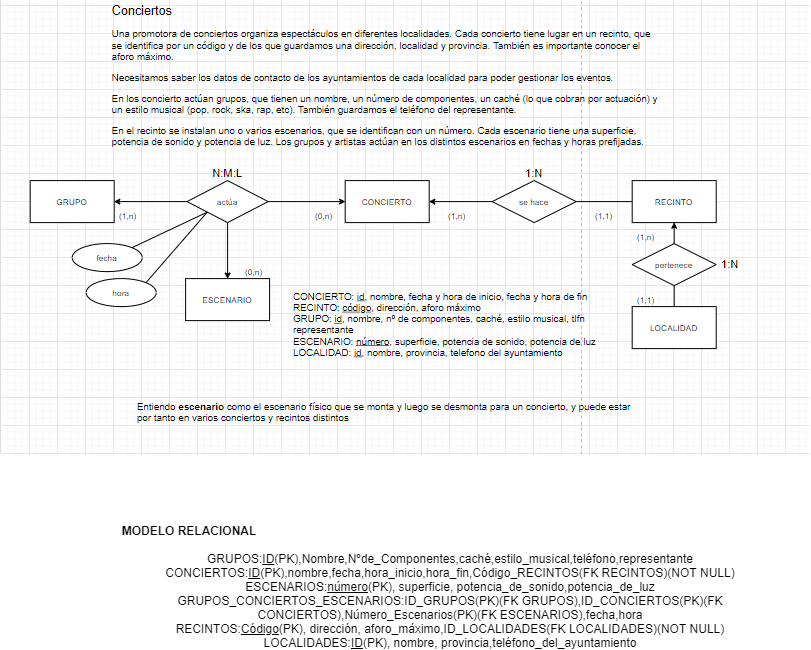 Conciertos
Una promotora de conciertos organiza espectáculos en diferentes localidades. Cada concierto tiene lugar en un recinto, que
se identifica por un código y de los que guardamos una dirección, localidad y provincia. También es importante conocer el
aforo máximo.
Necesitamos saber los datos de contacto de los ayuntamientos de cada localidad para poder gestionar los eventos.
En los concierto actúan grupos, que tienen un nombre, un número de componentes, un caché (lo que cobran por actuación) y
un estilo musical (pop, rock, ska, rap, etc). También guardamos el teléfono del representante.
En el recinto se instalan uno o varios escenarios, que se identifican con un número. Cada escenario tiene una superficie,
potencia de sonido y potencia de luz. Los grupos y artistas actúan en los distintos escenarios en fechas y horas prefijadas.
N:M:L
1:N
GRUPO
actúa
CONCIERTO
se hace
RECINTO
(1,n)
(0,n)
(1,n)
(1,1)
(1,n)
fecha
pertenece
1:N
(0,n)
hora
ESCENARIO
(1,1)
LOCALIDAD
CONCIERTO: id, nombre, fecha y hora de inicio, fecha y hora de fin
RECINTO: código, dirección, aforo máximo
GRUPO: id, nombre, nº de componentes, caché, estilo musical, tlfn
representante
ESCENARIO: número, superficie, potencia de sonido, potencia de luz
LOCALIDAD: id, nombre, provincia, telefono del ayuntamiento
Entiendo escenario como el escenario físico que se monta y luego se desmonta para un concierto, y puede estar
por tanto en varios conciertos y recintos distintos
MODELO RELACIONAL
GRUPOS:ID(PK),Nombre,Nºde_Componentes,caché,estilo_musical,teléfono,representante
CONCIERTOS:ID(PK),nombre,fecha,hora_inicio,hora_fin,Código_RECINTOS(FK RECINTOS)(NOT NULL)
ESCENARIOS:número(PK), superficie, potencia_de_sonido,potencia_de_luz
GRUPOS_CONCIERTOS_ESCENARIOS:ID_GRUPOS(PK)(FK GRUPOS),ID_CONCIERTOS(PK)(FK
CONCIERTOS),Número_Escenarios(PK)(FK ESCENARIOS),fecha,hora
RECINTOS:Código(PK), dirección, aforo_máximo,ID_LOCALIDADES(FK LOCALIDADES)(NOT NULL)
LOCALIDADES:ID(PK), nombre, provincia,teléfono_del_ayuntamiento